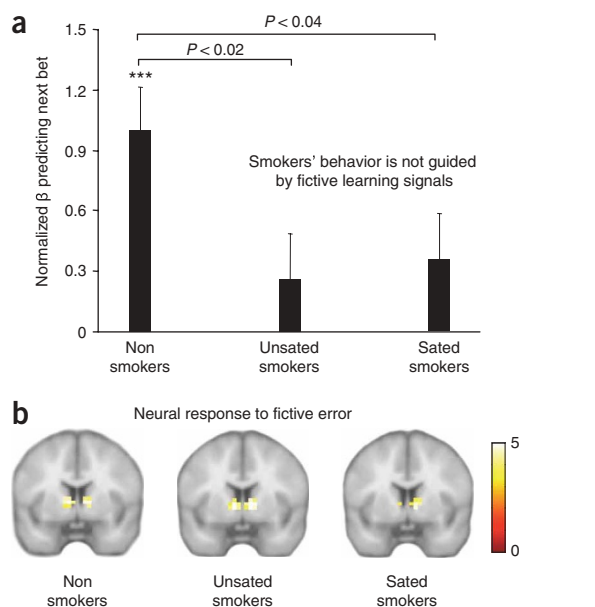 a
1.5
1.2
0.9
0.6
0.3
0
Normalized β predicting next bet
P < 0.04
P < 0.02
***
Smokers' behavior is not guided
by fictive learning signals
Non
smokers
Unsated
smokers
Sated
smokers
b
Neural response to fictive error
5
0
Non
smokers
Unsated
smokers
Sated
smokers